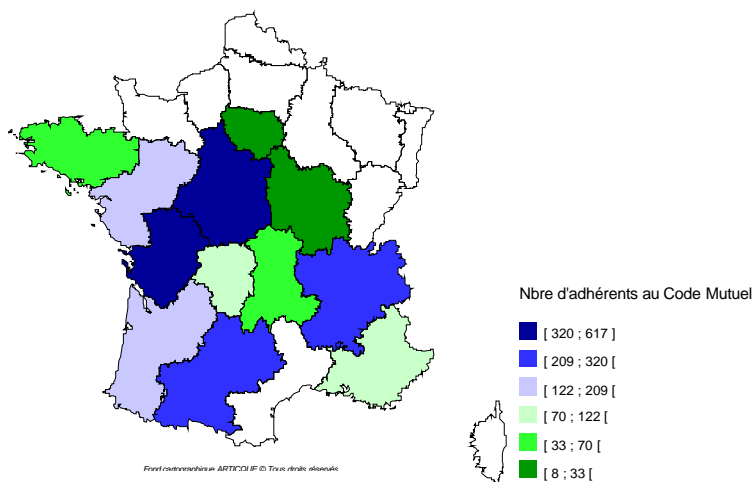 Nbre d'adhérents au Code Mutuel
[ 320 ; 617 ]
[ 209 ; 320 [
[ 122 ; 209 [
[ 70 ; 122 [
[ 33 ; 70 [
[ 8 ; 33 [
Fond cartographique ARTICQUE © Tous droits réservés